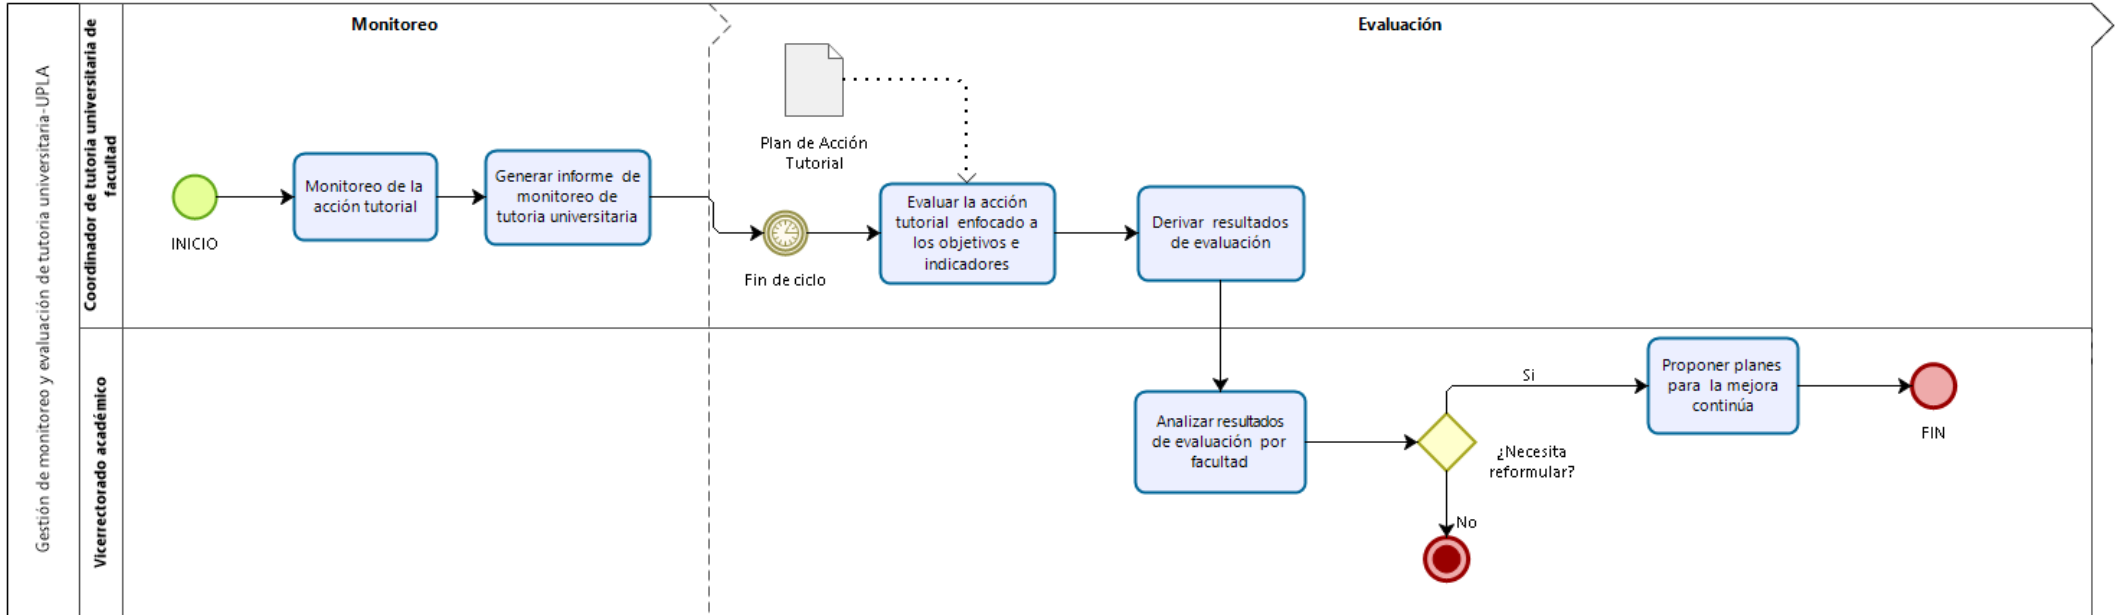 Gestión de monitoreo y evaluación de tutoria universitaria-UPLA
Coordinador de tutoria universitaria de
facultad
Vicerrectorado académico
Monitoreo
Evaluación
INICIO
Monitoreo de la
acción tutorial
Generar informe de
monitoreo de
tutoria universitaria
Plan de Acción
Tutorial
Fin de ciclo
Evaluar la acción
tutorial enfocado a
los objetivos e
indicadores
Derivar resultados
de evaluación
Analizar resultados
de evaluación por
facultad
¿Necesita
reformular?
Si
No
Proponer planes
para la mejora
continúa
FIN